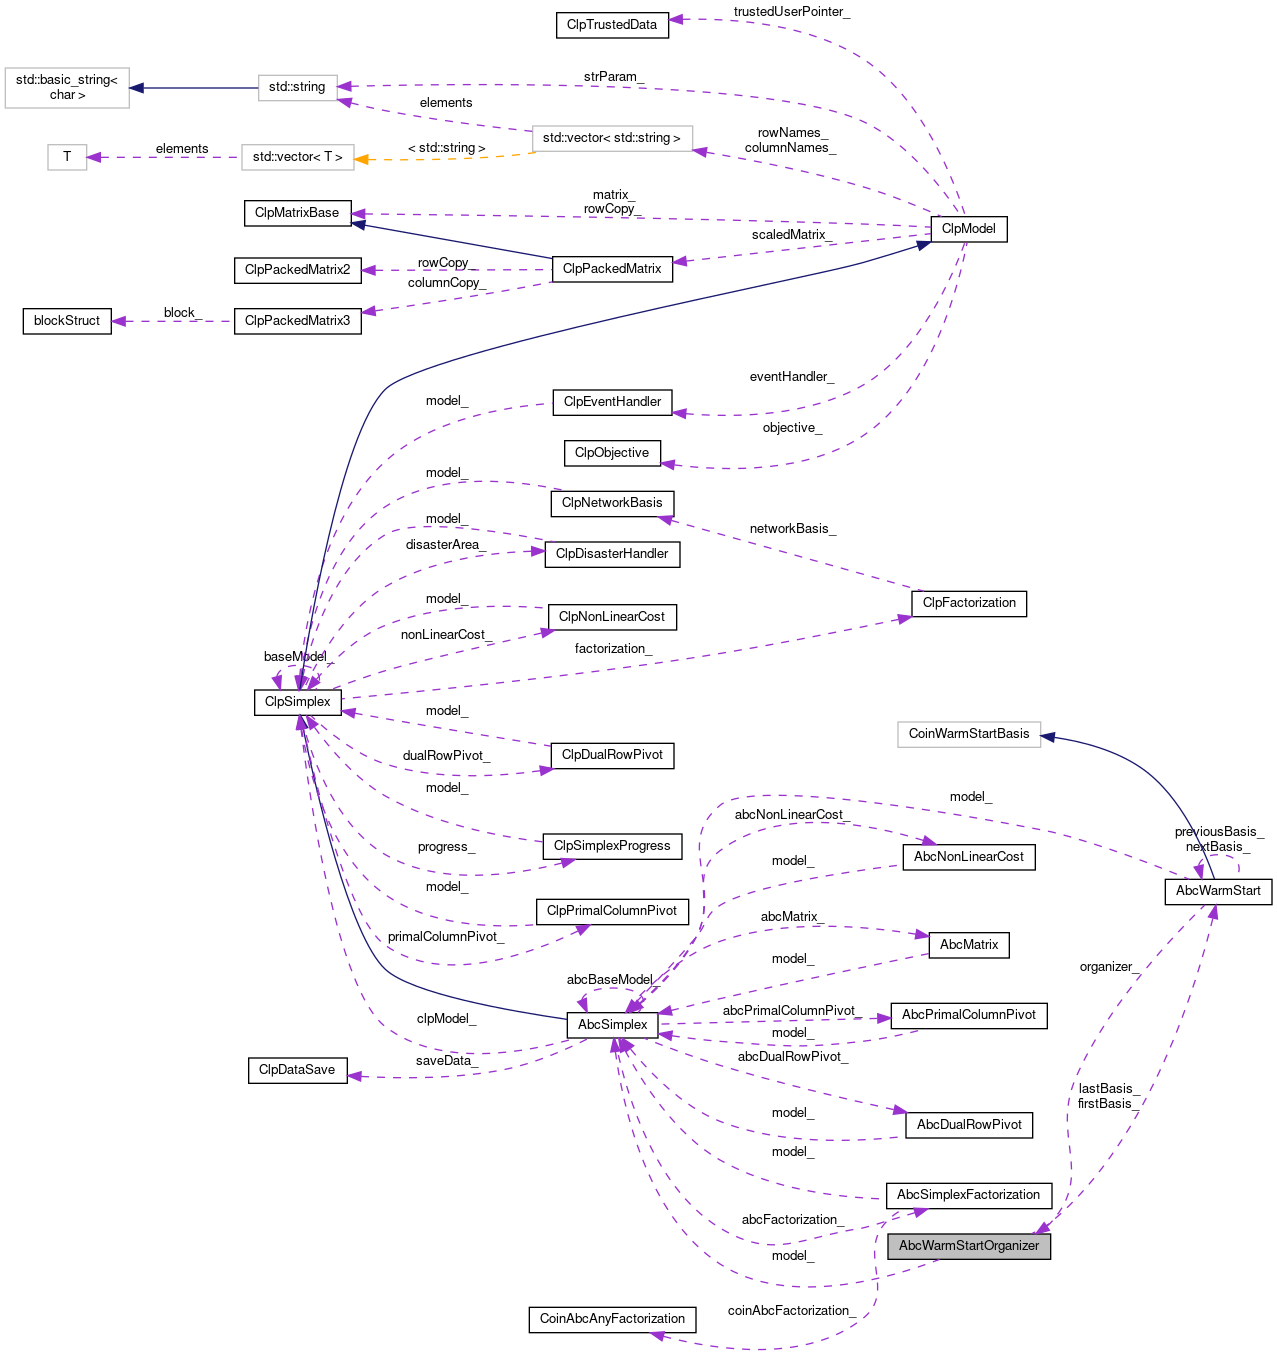 trustedUserPointer_
ClpTrustedData
std::basic_string<
char >
std::string
strParam_
elements
std::vector< std::string >
rowNames_
columnNames_
T
elements
std::vector< T >
< std::string >
ClpMatrixBase
matrix_
rowCopy_
ClpModel
scaledMatrix_
ClpPackedMatrix2
rowCopy_
ClpPackedMatrix
columnCopy_
blockStruct
block_
ClpPackedMatrix3
eventHandler_
model_
ClpEventHandler
objective_
ClpObjective
model_
ClpNetworkBasis
model_
networkBasis_
disasterArea_
ClpDisasterHandler
model_
ClpFactorization
ClpNonLinearCost
nonLinearCost_
factorization_
baseModel_
ClpSimplex
model_
CoinWarmStartBasis
dualRowPivot_
ClpDualRowPivot
model_
model_
abcNonLinearCost_
previousBasis_
nextBasis_
progress_
ClpSimplexProgress
AbcNonLinearCost
model_
model_
AbcWarmStart
ClpPrimalColumnPivot
abcMatrix_
primalColumnPivot_
AbcMatrix
model_
organizer_
abcBaseModel_
abcPrimalColumnPivot_
AbcPrimalColumnPivot
clpModel_
AbcSimplex
model_
saveData_
abcDualRowPivot_
ClpDataSave
lastBasis_
firstBasis_
model_
AbcDualRowPivot
model_
AbcSimplexFactorization
abcFactorization_
AbcWarmStartOrganizer
model_
coinAbcFactorization_
CoinAbcAnyFactorization